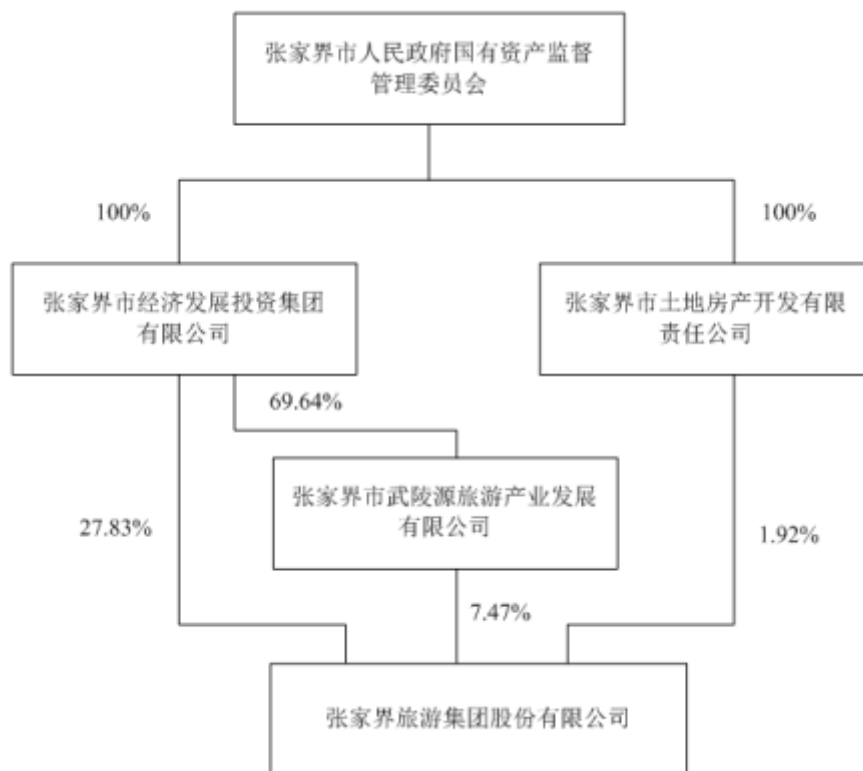 张家界市人民政府国有资产监督
管理委员会
100%
100%
张家界市经济发展投资集团
有限公司
张家界市土地房产开发有限
责任公司
69.64%
张家界市武陵源旅游产业发展
有限公司
27.83%
1.92%
7.47%
张家界旅游集团股份有限公司